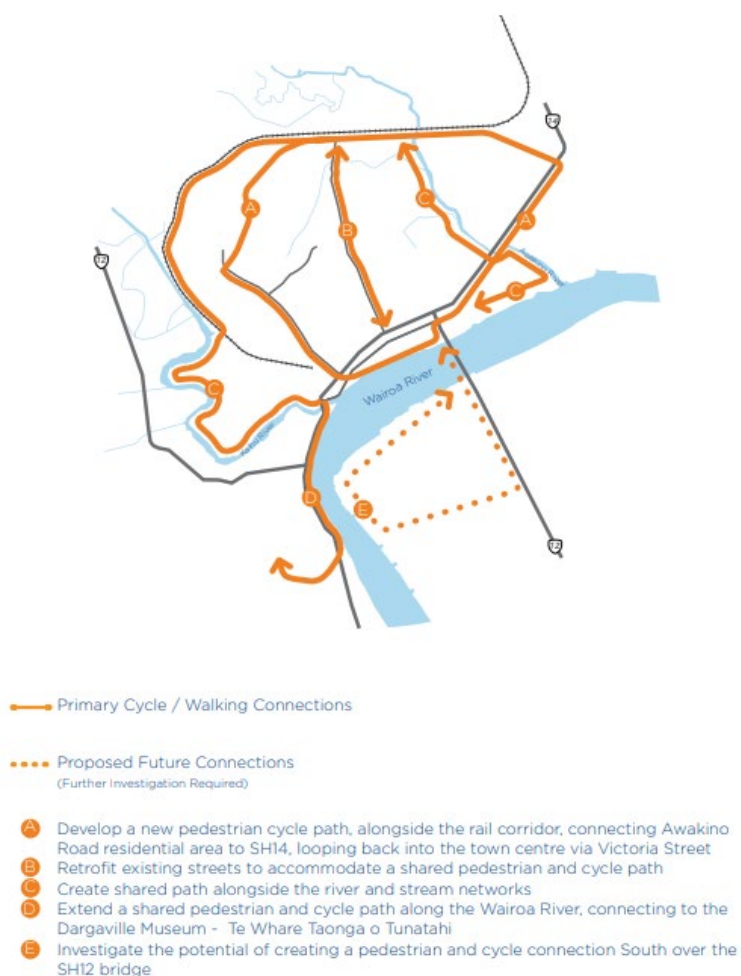 14
A
B
C
A
12
C
Awakino River
Wairoa River
C
Kaihu River
D
E
12
Primary Cycle / Walking Connections
Proposed Future Connections
(Further Investigation Required)
A Develop a new pedestrian cycle path, alongside the rail corridor, connecting Awakino
Road residential area to SH14, looping back into the town centre via Victoria Street
B Retrofit existing streets to accommodate a shared pedestrian and cycle path
C Create shared path alongside the river and stream networks
D Extend a shared pedestrian and cycle path along the Wairoa River, connecting to the
Dargaville Museum - Te Whare Taonga o Tunatahi
E Investigate the potential of creating a pedestrian and cycle connection South over the
SH12 bridge